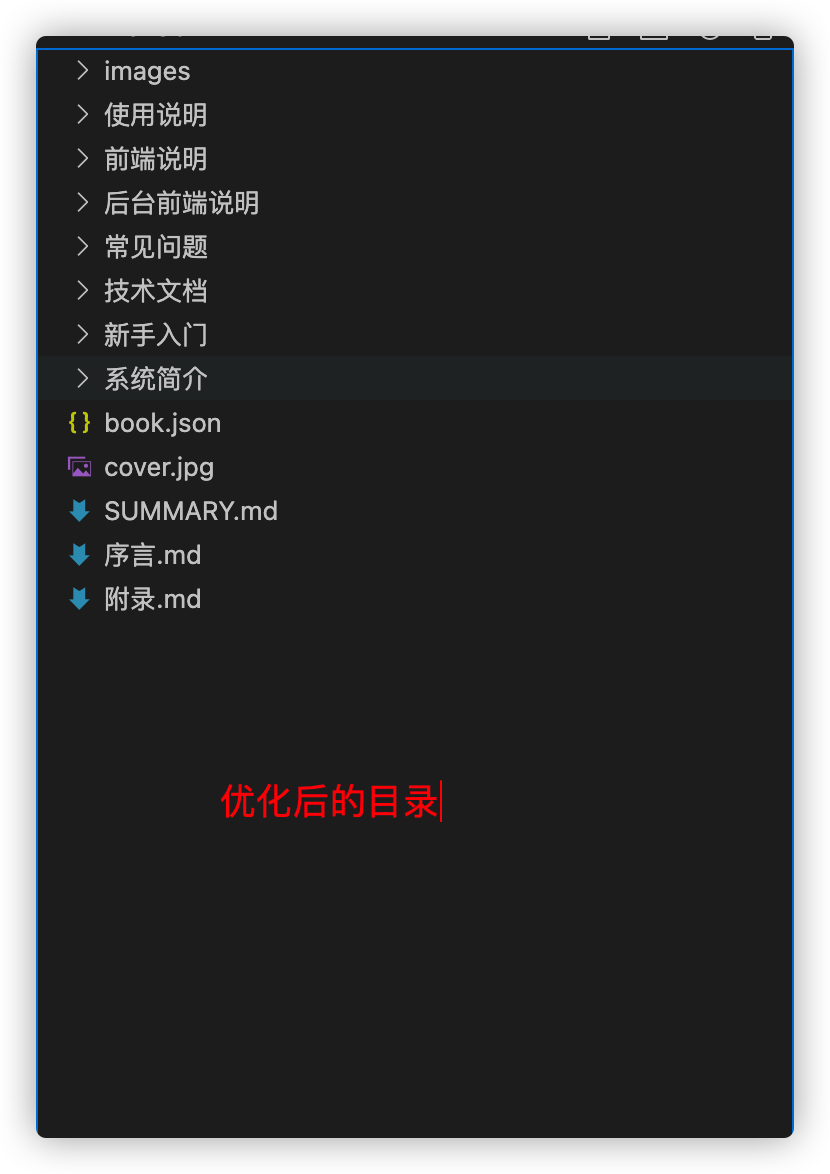 images
使用说明
前端说明
后台前端说明
常见问题
技术文档
新手入门
系统简介
book.json
cover.jpg
SUMMARY.md
序言.md
附录.md
优化后的目录